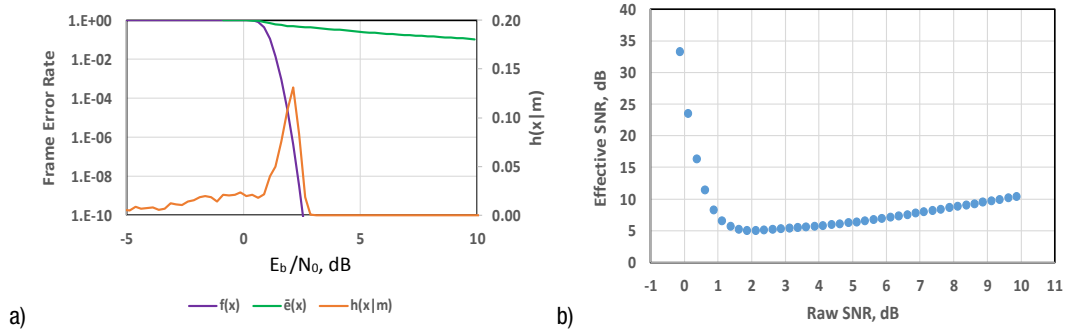 1.E+00
1.E-02
1.E-04
1.E-06
1.E-08
1.E-10
Frame Error Rate
0.20
0.15
0.10
0.05
0.00
h(x|m)
-5 0 5 10
E_b/N_0, dB
f(x) ē(x) h(x|m)
a)
40
35
30
25
20
15
10
5
0
Effective SNR, dB
-1 0 1 2 3 4 5 6 7 8 9 10 11
Raw SNR, dB
b)